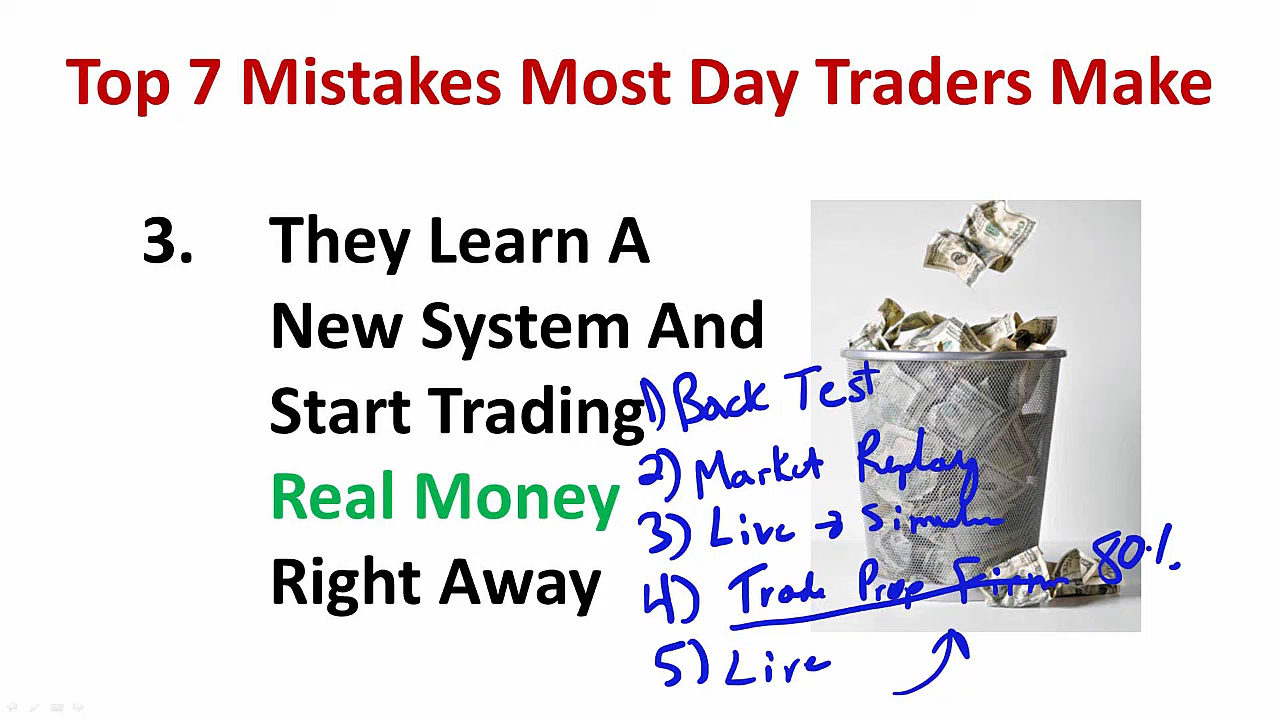 Top 7 Mistakes Most Day Traders Make
3. They Learn A
New System And
Start Trading
Real Money
Right Away
1) Back Test
2) Market Replay
3) Live →
4) Trade Prop Firm 80%
5) Live